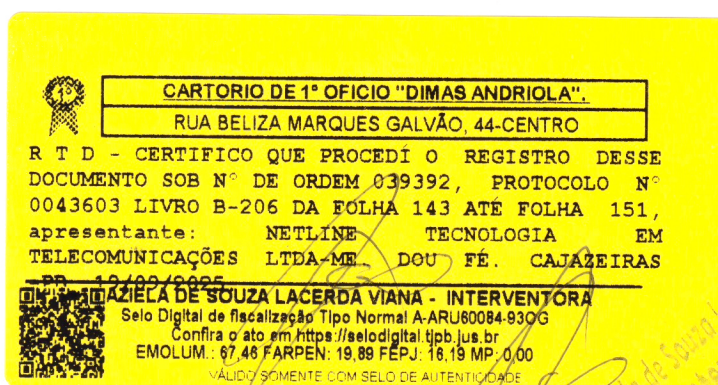 1º
CARTORIO DE 1º OFICIO "DIMAS ANDRIOLA".
RUA BELIZA MARQUES GALVÃO, 44-CENTRO
R T D - CERTIFICO QUE PROCEDÍ O REGISTRO DESSE
DOCUMENTO SOB Nº DE ORDEM 039392, PROTOCOLO Nº
0043603 LIVRO B-206 DA FOLHA 143 ATÉ FOLHA 151,
apresentante: NETLINE TECNOLOGIA EM
TELECOMUNICAÇÕES LTDA-ME. DOU FÉ. CAJAZEIRAS
AZIELA DE SOUZA LACERDA VIANA - INTERVENTORA
Selo Digital de fiscalização Tipo Normal A-ARU60084-93OG
Confira o ato em https://selodigital.tjpb.jus.br
EMOLUM.: 67,46 FARPEN: 19,89 FEPJ: 16,19 MP: 0,00
VÁLIDO SOMENTE COM SELO DE AUTENTICIDADE
de Souza